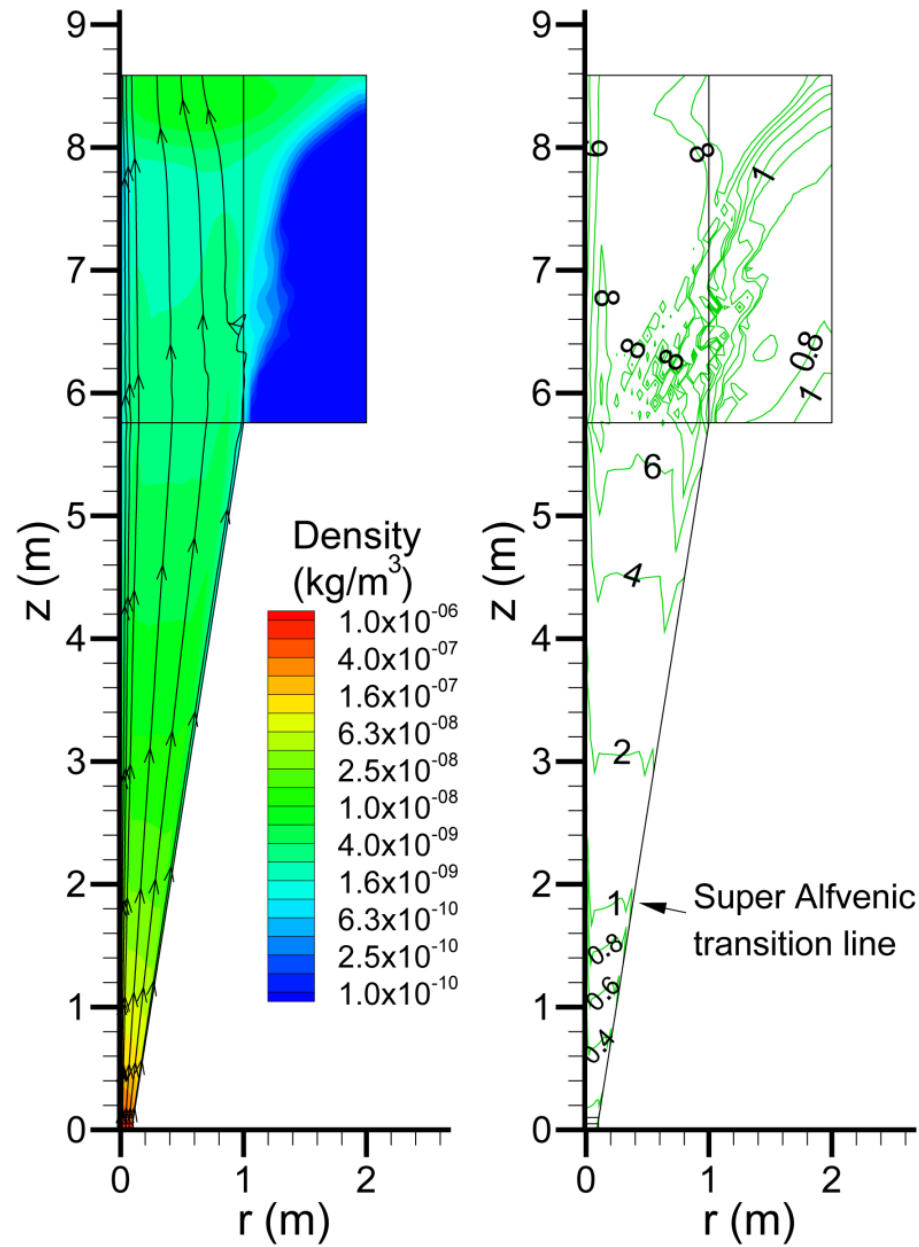 9
8
7
6
5
4
3
2
1
0
z (m)
0
1
2
r (m)
Density
(kg/m³)
1.0x10⁻⁰⁶
4.0x10⁻⁰⁷
1.6x10⁻⁰⁷
6.3x10⁻⁰⁸
2.5x10⁻⁰⁸
1.0x10⁻⁰⁸
4.0x10⁻⁰⁹
1.6x10⁻⁰⁹
6.3x10⁻¹⁰
2.5x10⁻¹⁰
1.0x10⁻¹⁰
9
8
7
6
5
4
3
2
1
0
z (m)
0
1
2
r (m)
6
8
1
8
8
8
0.8
1
6
4
2
1
0.8
0.6
0.4
Super Alfvenic
transition line